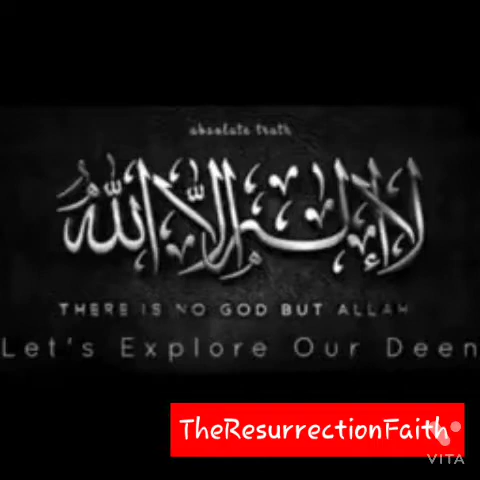 absolute truth
لا إله إلا الله
THERE IS NO GOD BUT ALLAH
Let's Explore Our Deen
TheResurrectionFaith
VITA